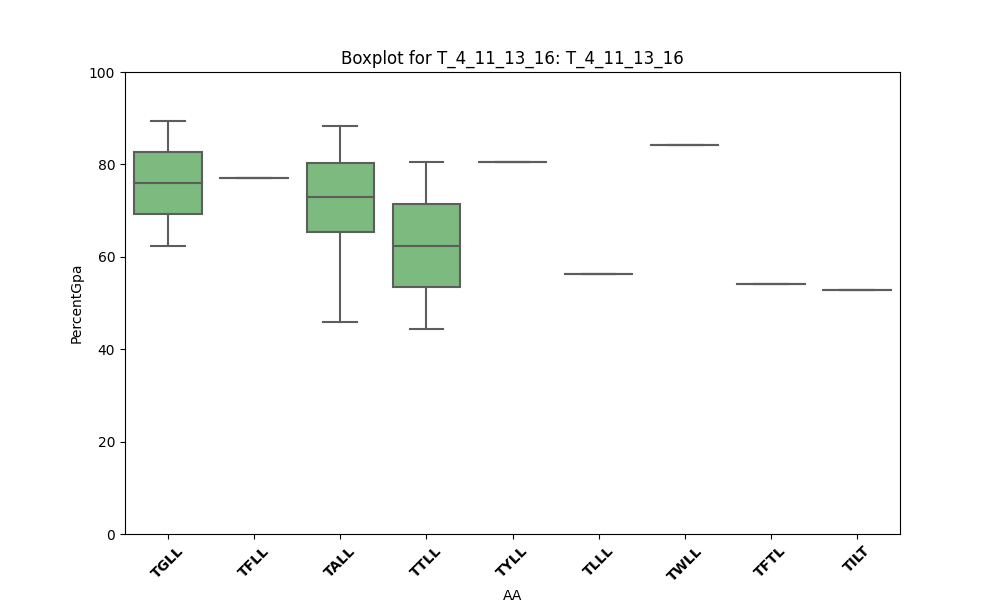 Boxplot for T_4_11_13_16: T_4_11_13_16
100
80
60
40
20
0
PercentGpa
TGLL TFLL TALL TTLL TYLL TLLL TWLL TFTL TILT
AA